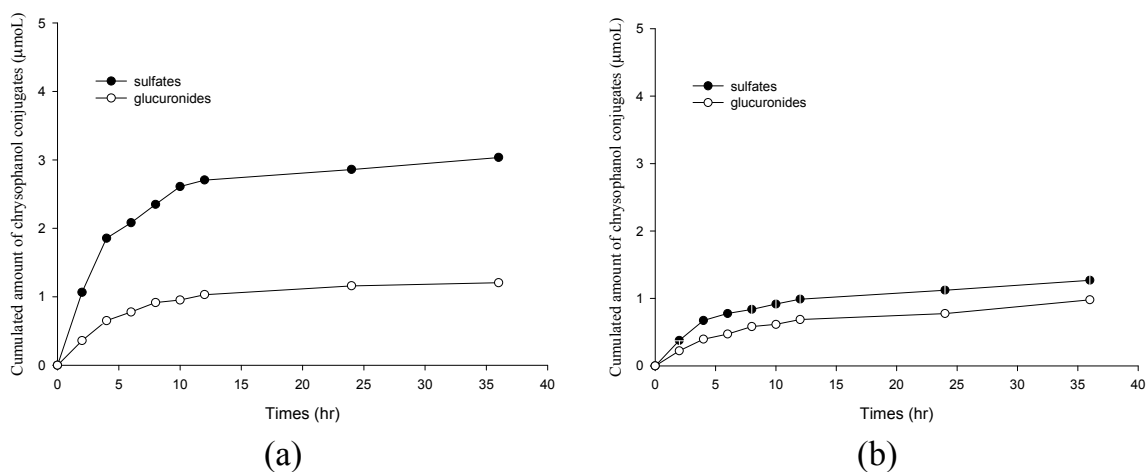 Cumulated amount of chrysophanol conjugates (μmoL)
5
4
3
2
1
0
sulfates
glucuronides
0 5 10 15 20 25 30 35 40
Times (hr)
(a)
Cumulated amount of chrysophanol conjugates (μmoL)
5
4
3
2
1
0
sulfates
glucuronides
0 5 10 15 20 25 30 35 40
Times (hr)
(b)